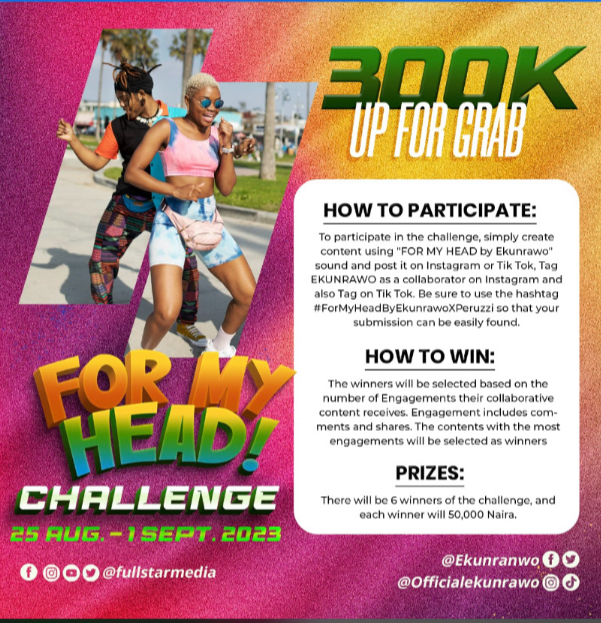 300K
UP FOR GRAB
HOW TO PARTICIPATE:
To participate in the challenge, simply create
content using "FOR MY HEAD by Ekunrawo"
sound and post it on Instagram or Tik Tok, Tag
EKUNRAWO as a collaborator on Instagram and
also Tag on Tik Tok. Be sure to use the hashtag
#ForMyHeadByEkunrawoXPeruzzi so that your
submission can be easily found.
HOW TO WIN:
The winners will be selected based on the
number of Engagements their collaborative
content receives. Engagement includes com-
ments and shares. The contents with the most
engagements will be selected as winners
PRIZES:
There will be 6 winners of the challenge, and
each winner will 50,000 Naira.
FOR MY
HEAD!
CHALLENGE
25 AUG. - 1 SEPT. 2023
@fullstarmedia
@Ekunranwo
@Officialekunrawo